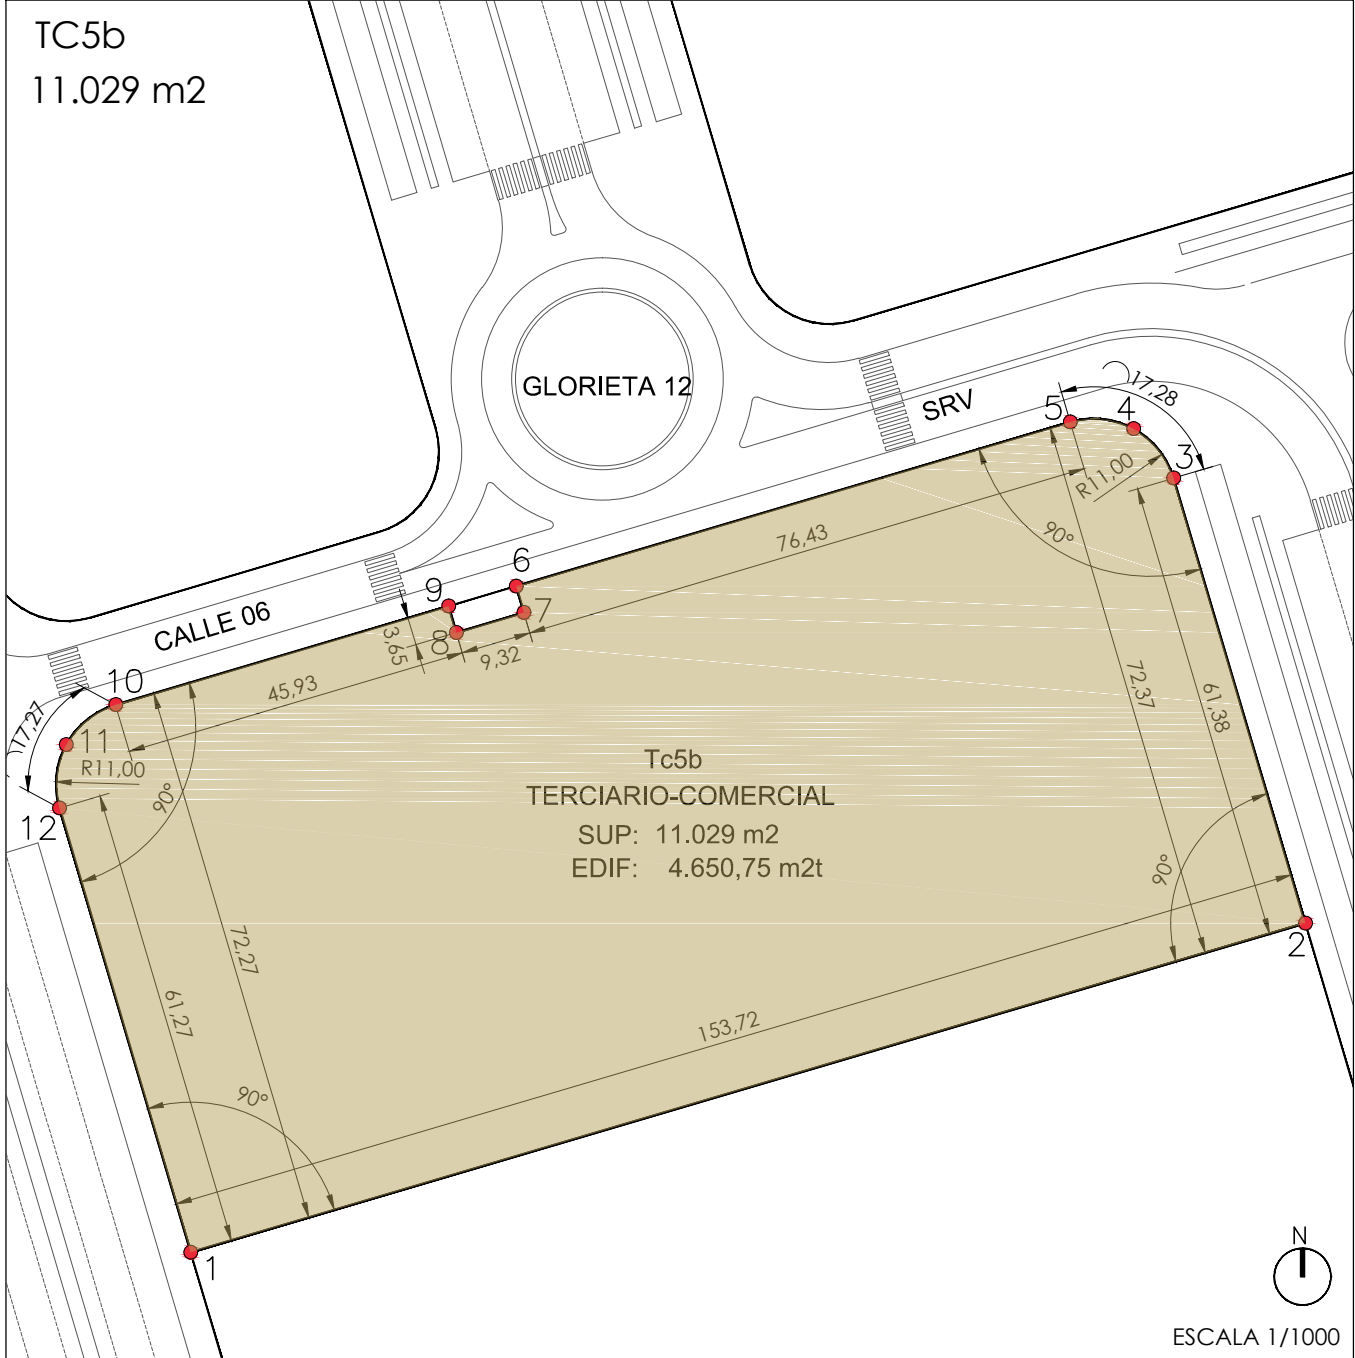 TC5b
11.029 m2
GLORIETA 12
SRV
CALLE 06
5
4
3
17,28
R11,00
90°
76,43
6
9
7
8
3,65
9,32
45,93
10
17,27
11
R11,00
90°
12
72,37
61,38
Tc5b
TERCIARIO-COMERCIAL
SUP: 11.029 m2
EDIF: 4.650,75 m2t
90°
2
72,27
61,27
153,72
90°
1
N
ESCALA 1/1000